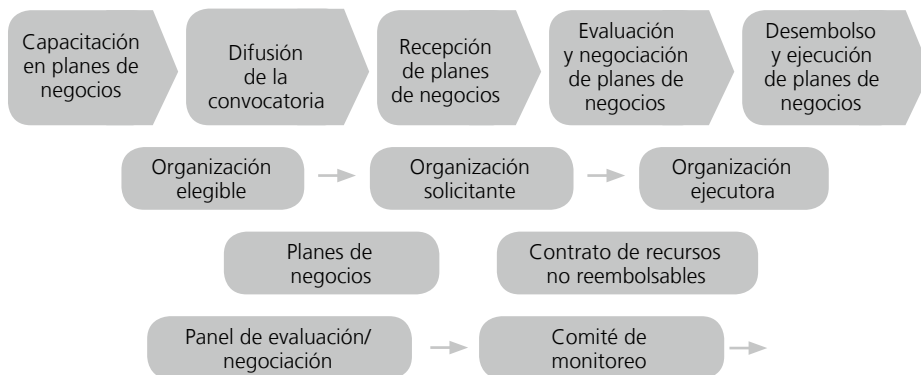 Capacitación
en planes de
negocios
Difusión
de la
convocatoria
Recepción
de planes
de negocios
Evaluación
y negociación
de planes de
negocios
Desembolso
y ejecución
de planes de
negocios
Organización
elegible
Organización
solicitante
Organización
ejecutora
Planes de
negocios
Contrato de recursos
no reembolsables
Panel de evaluación/
negociación
Comité de
monitoreo